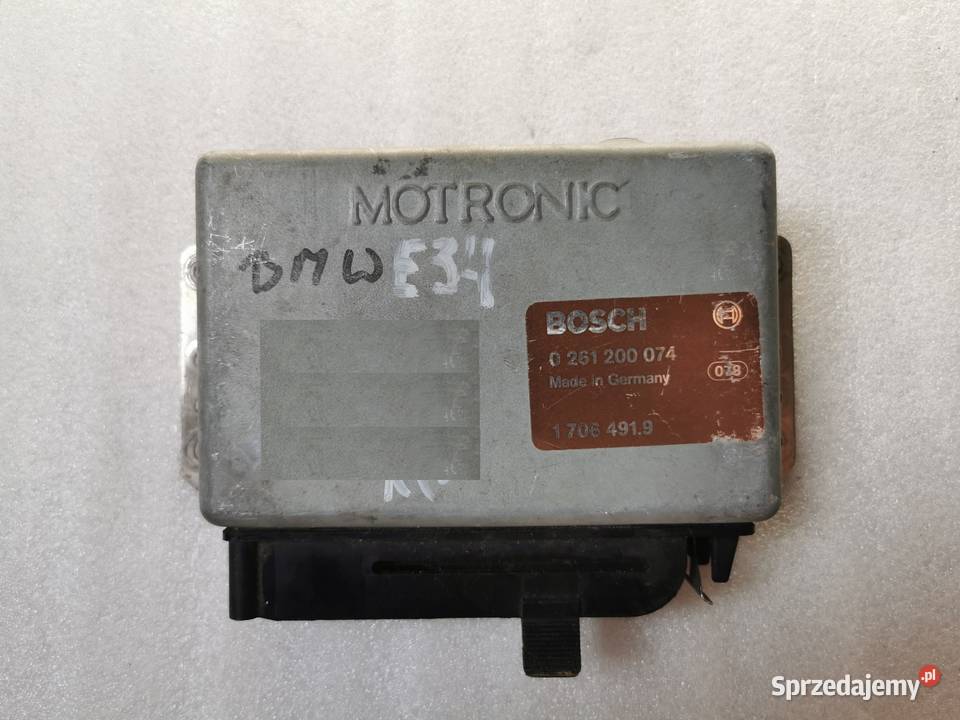 MOTRONIC
BMW E34
BOSCH
0 261 200 074
Made in Germany
078
1 706 491.9
Sprzedajemy.pl